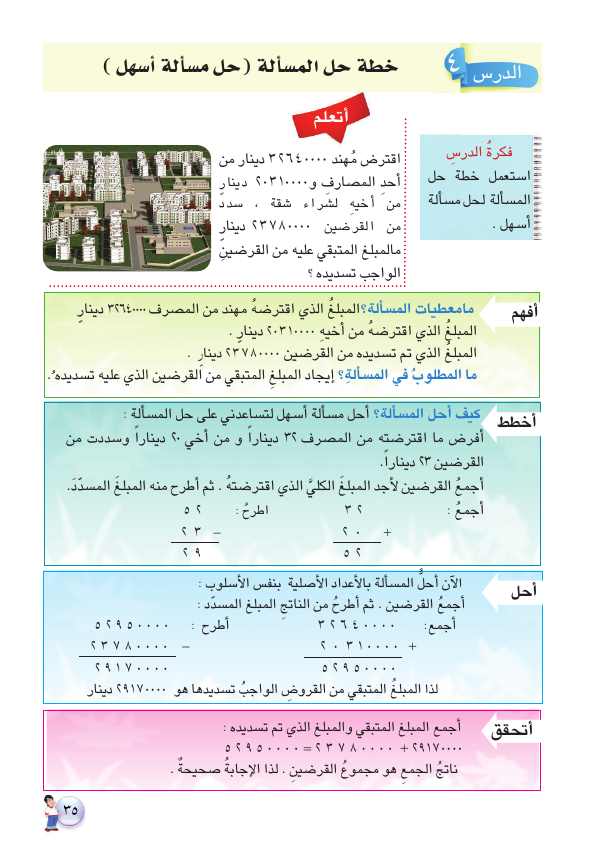 الدرس ٤
خطة حل المسألة (حل مسألة أسهل )
أتعلم
فكرةُ الدرسِ
استعمل خطة حل
المسألة لحل مسألة
أسهل .
اقترض مُهند ٣٢٦٤٠٠٠٠ دينار من
أحدِ المصارفِ و٢٠٣١٠٠٠٠ دينارٍ
من أخيهِ لشراء شقة ، سدد
من القرضين ٢٣٧٨٠٠٠٠ دينارٍ
مالمبلغ المتبقي عليه من القرضينِ
الواجب تسديده ؟
أفهم
مامعطيات المسألة؟ المبلغُ الذي اقترضهُ مهند من المصرف ٣٢٦٤٠٠٠٠ دينارٍ
المبلغُ الذي اقترضهُ من أخيهِ ٢٠٣١٠٠٠٠ دينارٍ .
المبلغُ الذي تم تسديده من القرضين ٢٣٧٨٠٠٠٠ دينارِ .
ما المطلوبُ في المسألةِ؟ إيجاد المبلغِ المتبقي من القرضين الذي عليه تسديدهُ.
أخطط
كيف أحل المسألة؟ أحل مسألة أسهل لتساعدني على حل المسألة :
أفرض ما اقترضته من المصرف ٣٢ ديناراً و من أخي ٢٠ ديناراً وسددت من
القرضين ٢٣ ديناراً.
أجمعُ القرضين لأجد المبلغَ الكليَّ الذي اقترضتهُ . ثم أطرح منه المبلغَ المسدّدَ.
أجمعُ : ٣٢ اطرحُ : ٥٢
+ ٢٠ − ٢٣
٥٢ ٢٩
أحل
الآن أحلُّ المسألة بالأعداد الأصلية بنفس الأسلوب :
أجمعُ القرضين . ثم أطرحُ من الناتجِ المبلغ المسدّد :
أجمع: ٣٢٦٤٠٠٠٠ أطرح : ٥٢٩٥٠٠٠٠
+ ٢٠٣١٠٠٠٠ − ٢٣٧٨٠٠٠٠
٥٢٩٥٠٠٠٠ ٢٩١٧٠٠٠٠
لذا المبلغُ المتبقي من القروضِ الواجبُ تسديدها هو ٢٩١٧٠٠٠٠ دينار
أتحقق
أجمع المبلغ المتبقي والمبلغ الذي تم تسديده :
٢٩١٧٠٠٠٠ + ٢٣٧٨٠٠٠٠ = ٥٢٩٥٠٠٠٠
ناتجُ الجمعِ هو مجموعُ القرضينِ . لذا الإجابةُ صحيحةٌ .
٣٥